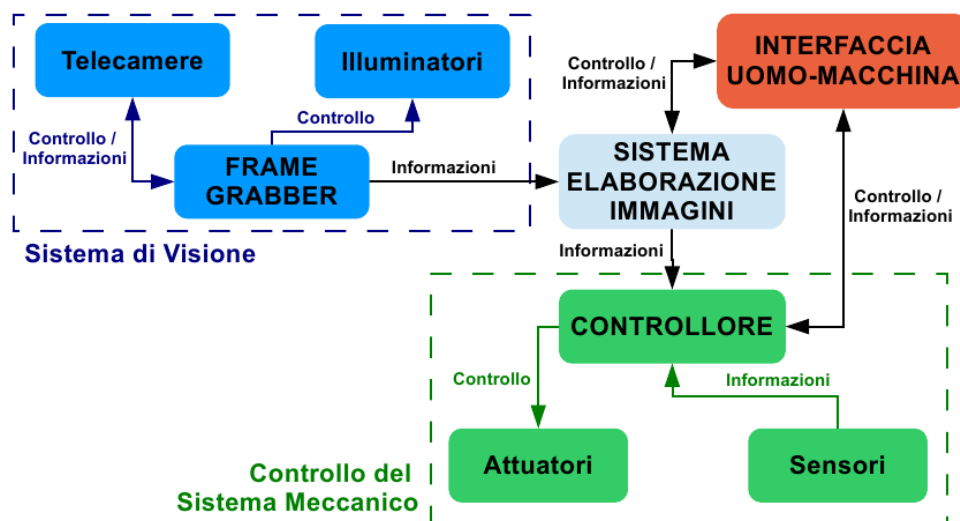 Telecamere
Illuminatori
INTERFACCIA
UOMO-MACCHINA
Controllo /
Informazioni
Controllo
Controllo /
Informazioni
FRAME
GRABBER
Informazioni
SISTEMA
ELABORAZIONE
IMMAGINI
Controllo /
Informazioni
Sistema di Visione
Informazioni
CONTROLLORE
Controllo
Informazioni
Attuatori
Sensori
Controllo del
Sistema Meccanico